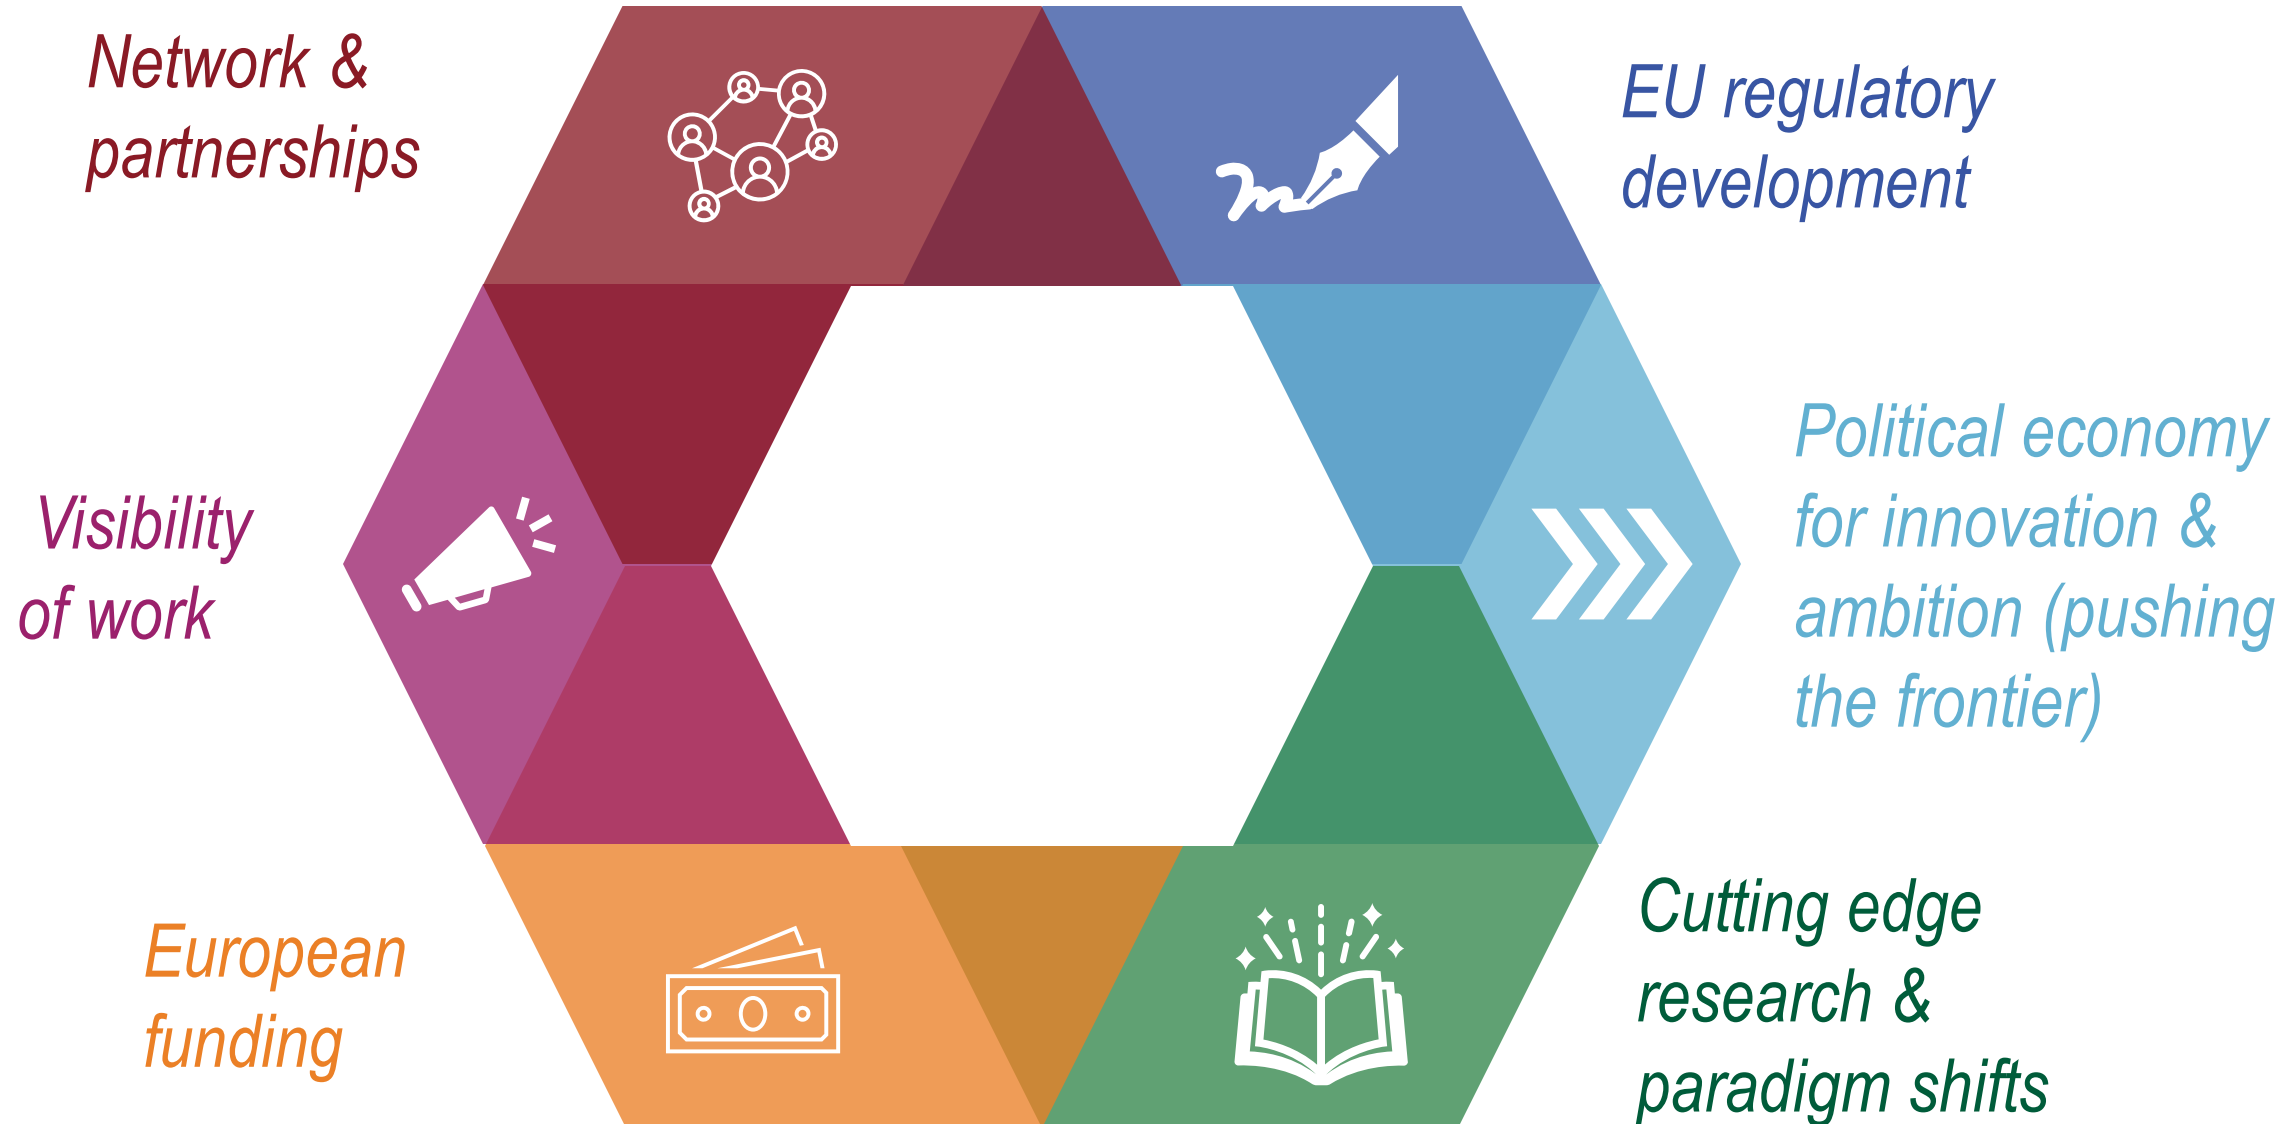 Network &
partnerships
EU regulatory
development
Visibility
of work
Political economy
for innovation &
ambition (pushing
the frontier)
European
funding
Cutting edge
research &
paradigm shifts